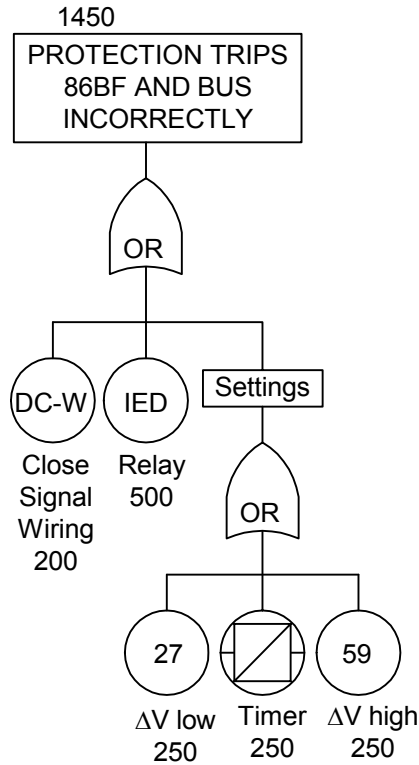 1450
PROTECTION TRIPS
86BF AND BUS
INCORRECTLY
OR
DC-W
IED
Settings
Close
Signal
Wiring
200
Relay
500
OR
27
59
ΔV low
250
Timer
250
ΔV high
250